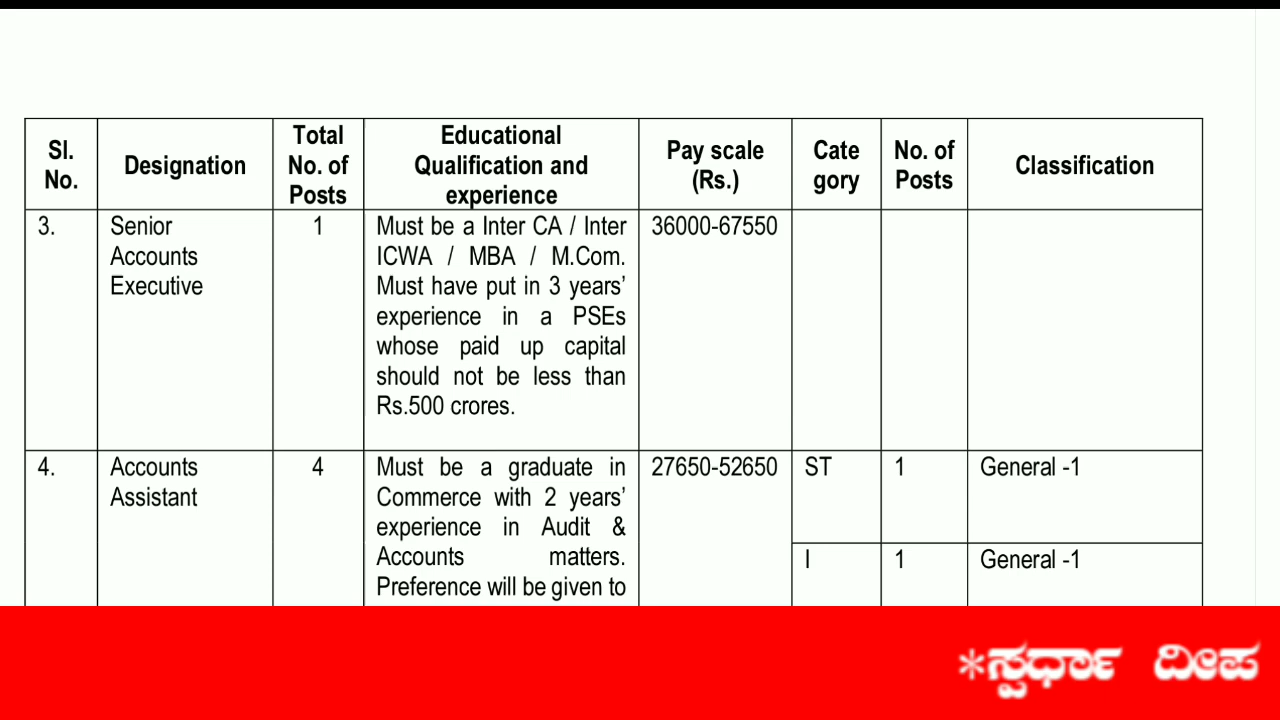 Sl. No. Designation Total No. of Posts Educational Qualification and experience Pay scale (Rs.) Cate gory No. of Posts Classification
3. Senior Accounts Executive 1 Must be a Inter CA / Inter 36000-67550
ICWA / MBA / M.Com.
Must have put in 3 years'
experience in a PSEs
whose paid up capital
should not be less than
Rs.500 crores.
4. Accounts Assistant 4 Must be a graduate in 27650-52650 ST 1 General -1
Commerce with 2 years'
experience in Audit &
Accounts matters. I 1 General -1
Preference will be given to
*ಸ್ಪರ್ಧಾ ದೀಪ